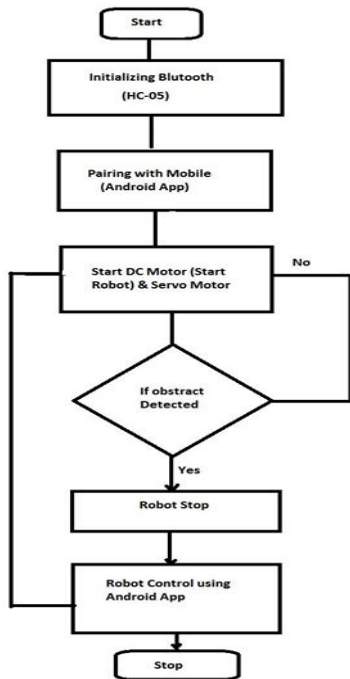 Start
Initializing Blutooth
(HC-05)
Pairing with Mobile
(Android App)
Start DC Motor (Start
Robot) & Servo Motor
No
If obstract
Detected
Yes
Robot Stop
Robot Control using
Android App
Stop